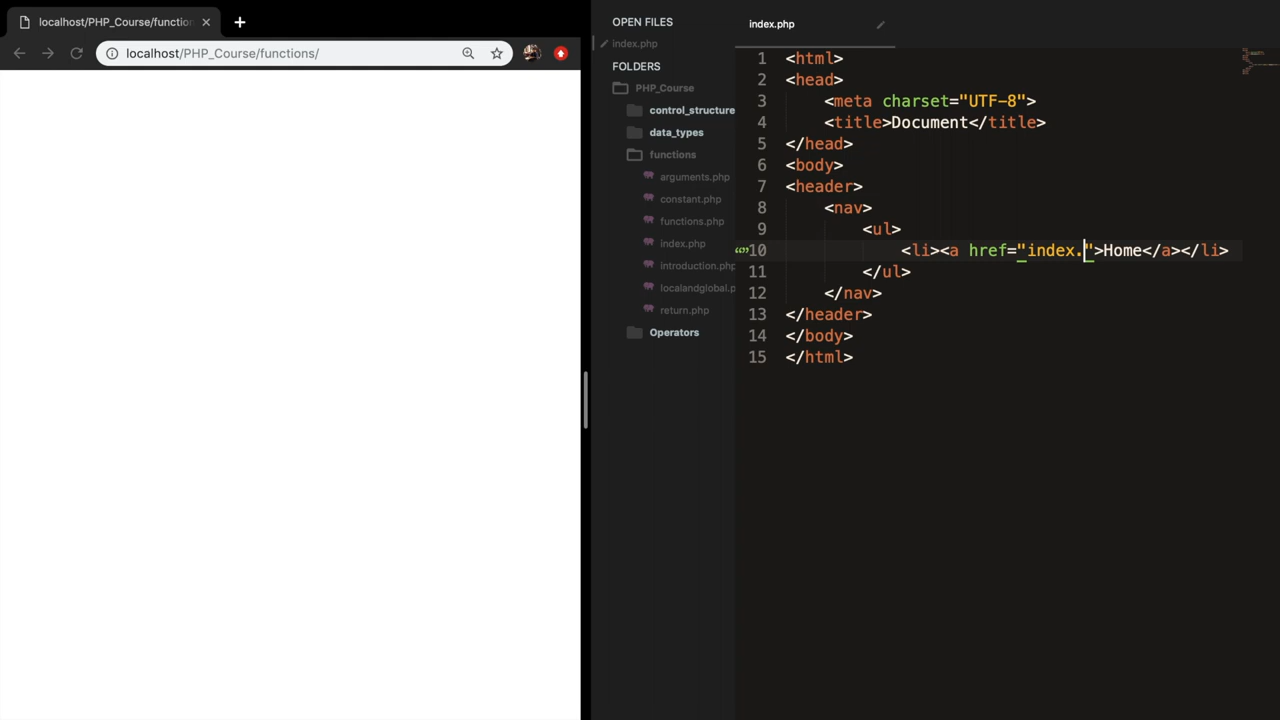 localhost/PHP_Course/function
localhost/PHP_Course/functions/
OPEN FILES
index.php
FOLDERS
PHP_Course
control_structure
data_types
functions
arguments.php
constant.php
functions.php
index.php
introduction.php
localandglobal.p
return.php
Operators
index.php
1 <html>
2 <head>
3 <meta charset="UTF-8">
4 <title>Document</title>
5 </head>
6 <body>
7 <header>
8 <nav>
9 <ul>
10 <li><a href="index.">Home</a></li>
11 </ul>
12 </nav>
13 </header>
14 </body>
15 </html>